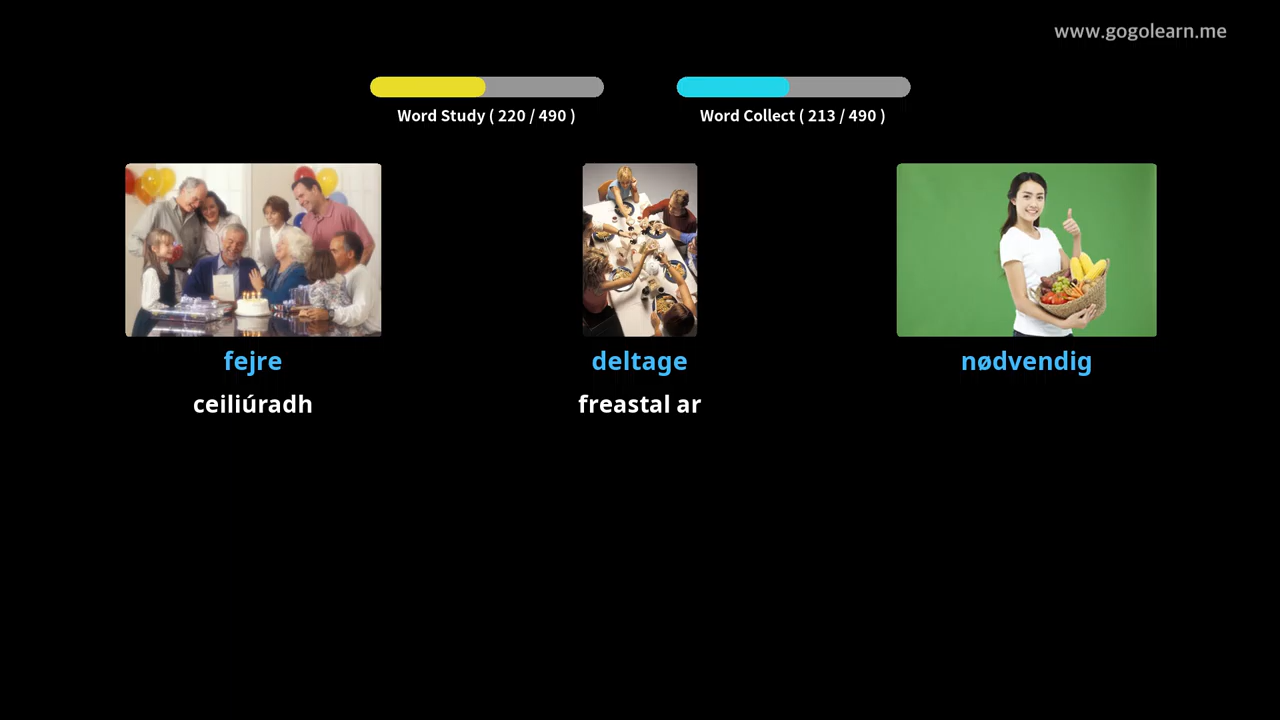 www.gogolearn.me
Word Study ( 220 / 490 )
Word Collect ( 213 / 490 )
fejre
deltage
nødvendig
ceiliúradh
freastal ar